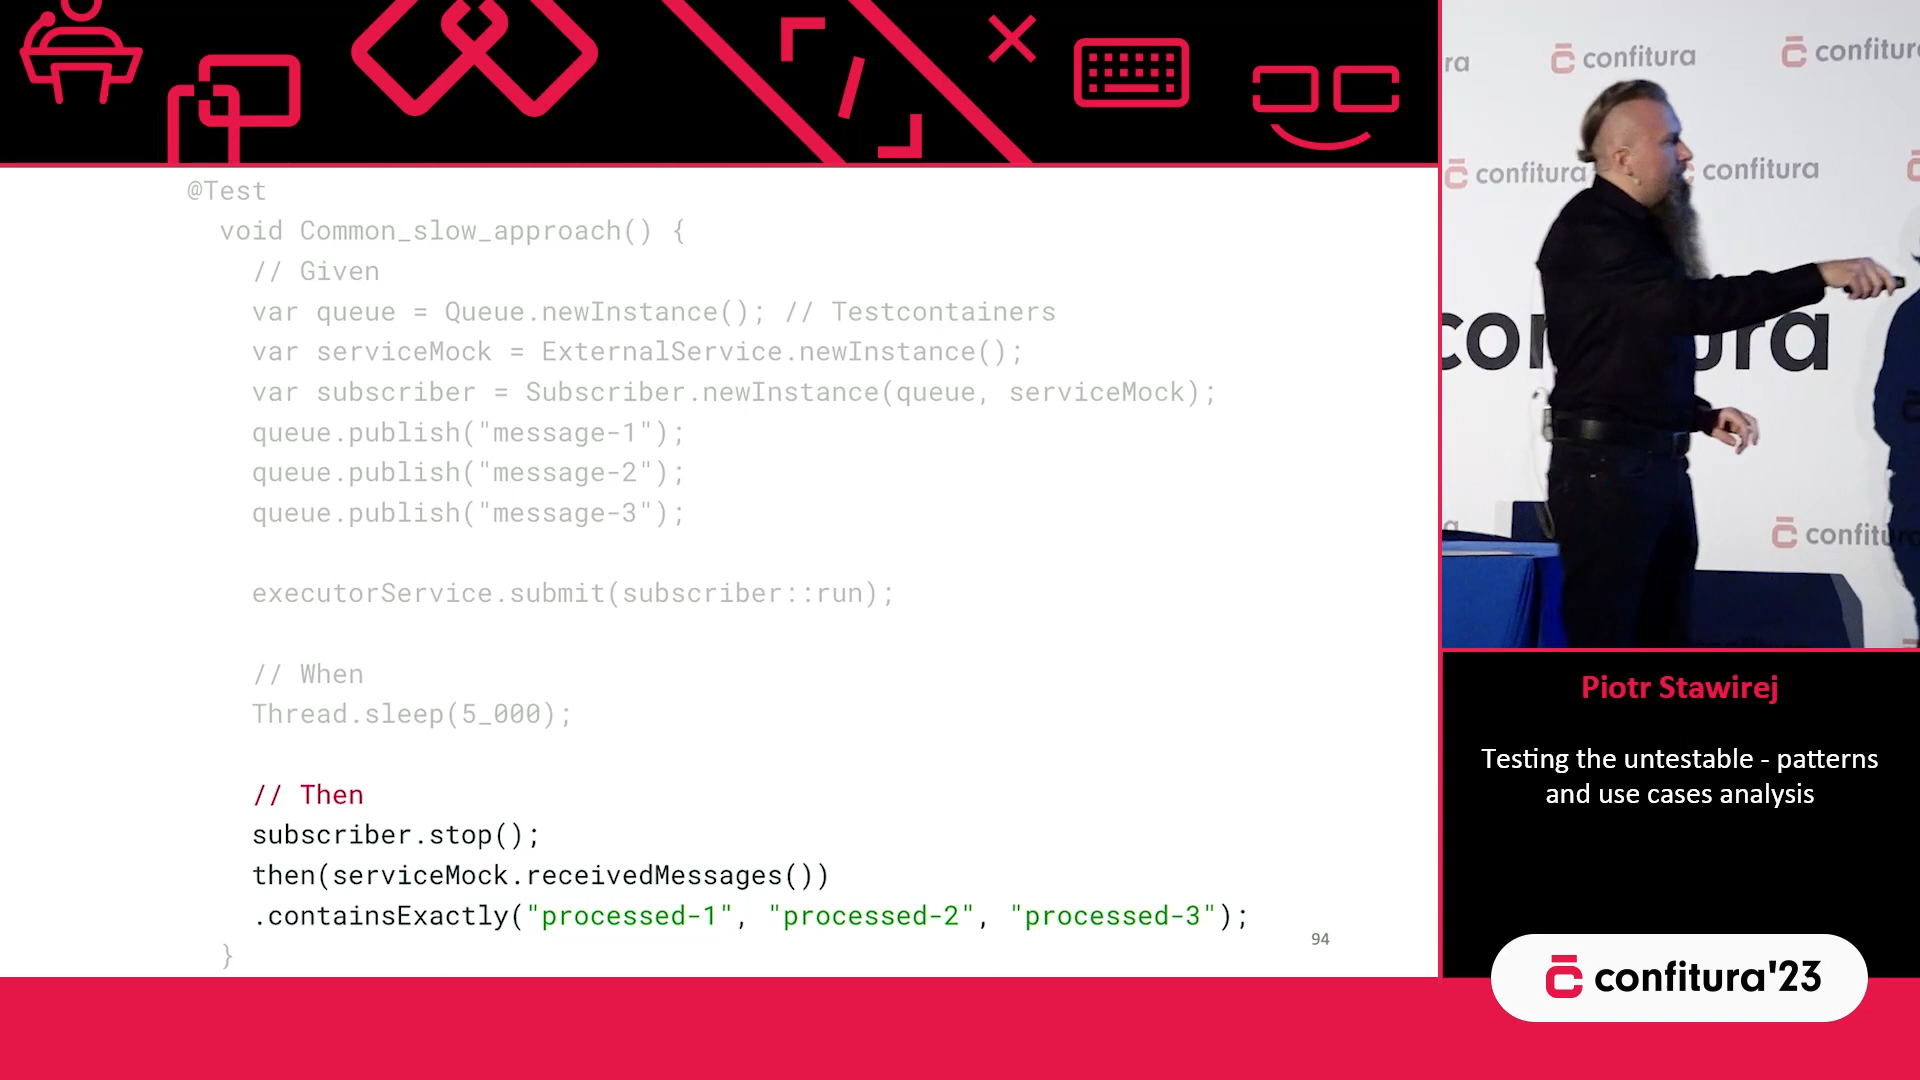 @Test
void Common_slow_approach() {
// Given
var queue = Queue.newInstance(); // Testcontainers
var serviceMock = ExternalService.newInstance();
var subscriber = Subscriber.newInstance(queue, serviceMock);
queue.publish("message-1");
queue.publish("message-2");
queue.publish("message-3");
executorService.submit(subscriber::run);
// When
Thread.sleep(5_000);
// Then
subscriber.stop();
then(serviceMock.receivedMessages())
.containsExactly("processed-1", "processed-2", "processed-3");
}
94
confitura
confitura
confitura
Piotr Stawirej
Testing the untestable - patterns
and use cases analysis
confitura'23